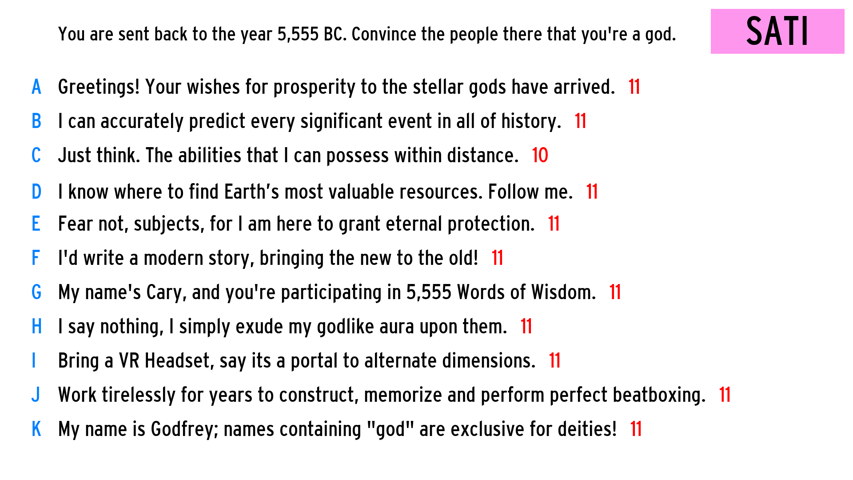 You are sent back to the year 5,555 BC. Convince the people there that you're a god. SATI
A Greetings! Your wishes for prosperity to the stellar gods have arrived. 11
B I can accurately predict every significant event in all of history. 11
C Just think. The abilities that I can possess within distance. 10
D I know where to find Earth’s most valuable resources. Follow me. 11
E Fear not, subjects, for I am here to grant eternal protection. 11
F I'd write a modern story, bringing the new to the old! 11
G My name's Cary, and you're participating in 5,555 Words of Wisdom. 11
H I say nothing, I simply exude my godlike aura upon them. 11
I Bring a VR Headset, say its a portal to alternate dimensions. 11
J Work tirelessly for years to construct, memorize and perform perfect beatboxing. 11
K My name is Godfrey; names containing "god" are exclusive for deities! 11